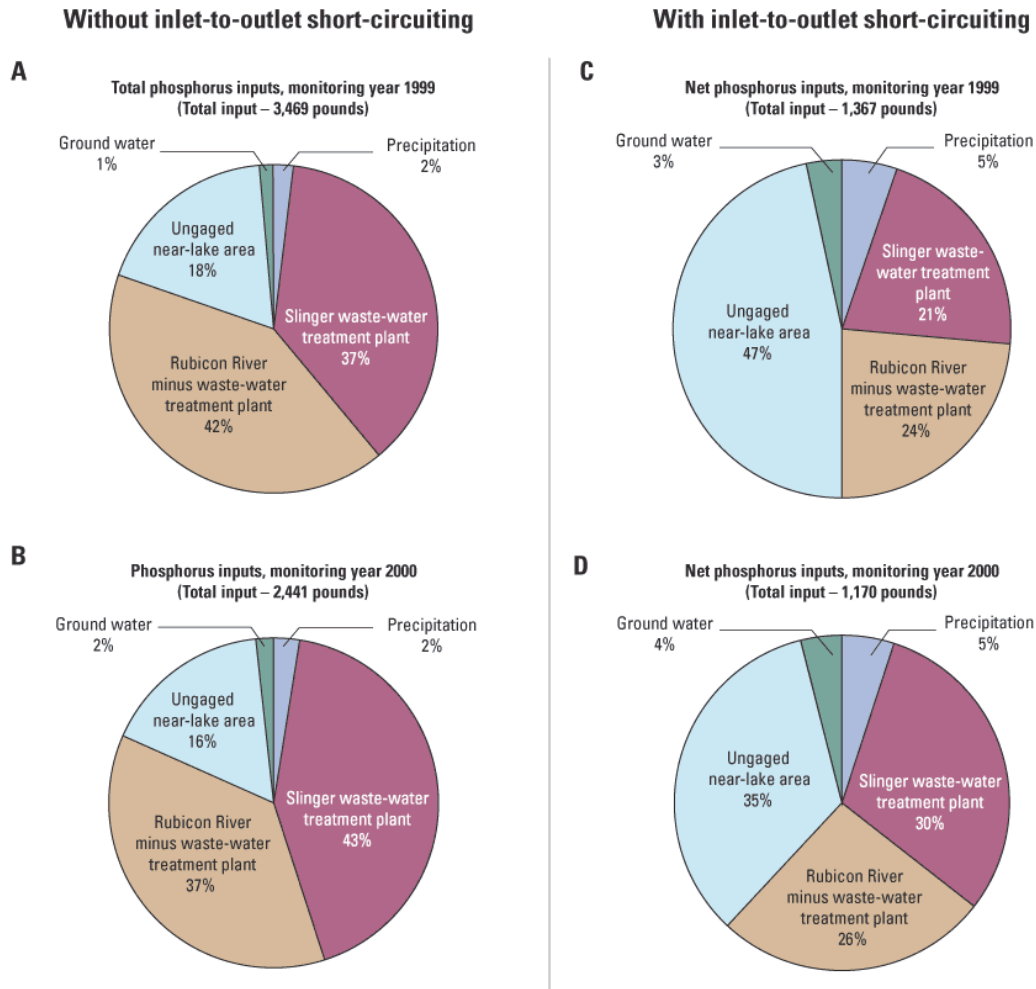 Without inlet-to-outlet short-circuiting
With inlet-to-outlet short-circuiting
A
Total phosphorus inputs, monitoring year 1999
(Total input – 3,469 pounds)
Ground water
1%
Precipitation
2%
Ungaged
near-lake area
18%
Slinger waste-water
treatment plant
37%
Rubicon River
minus waste-water
treatment plant
42%
C
Net phosphorus inputs, monitoring year 1999
(Total input – 1,367 pounds)
Ground water
3%
Precipitation
5%
Slinger waste-
water treatment
plant
21%
Ungaged
near-lake area
47%
Rubicon River
minus waste-water
treatment plant
24%
B
Phosphorus inputs, monitoring year 2000
(Total input – 2,441 pounds)
Ground water
2%
Precipitation
2%
Ungaged
near-lake area
16%
Slinger waste-water
treatment plant
43%
Rubicon River
minus waste-water
treatment plant
37%
D
Net phosphorus inputs, monitoring year 2000
(Total input – 1,170 pounds)
Ground water
4%
Precipitation
5%
Ungaged
near-lake area
35%
Slinger waste-water
treatment plant
30%
Rubicon River
minus waste-water
treatment plant
26%